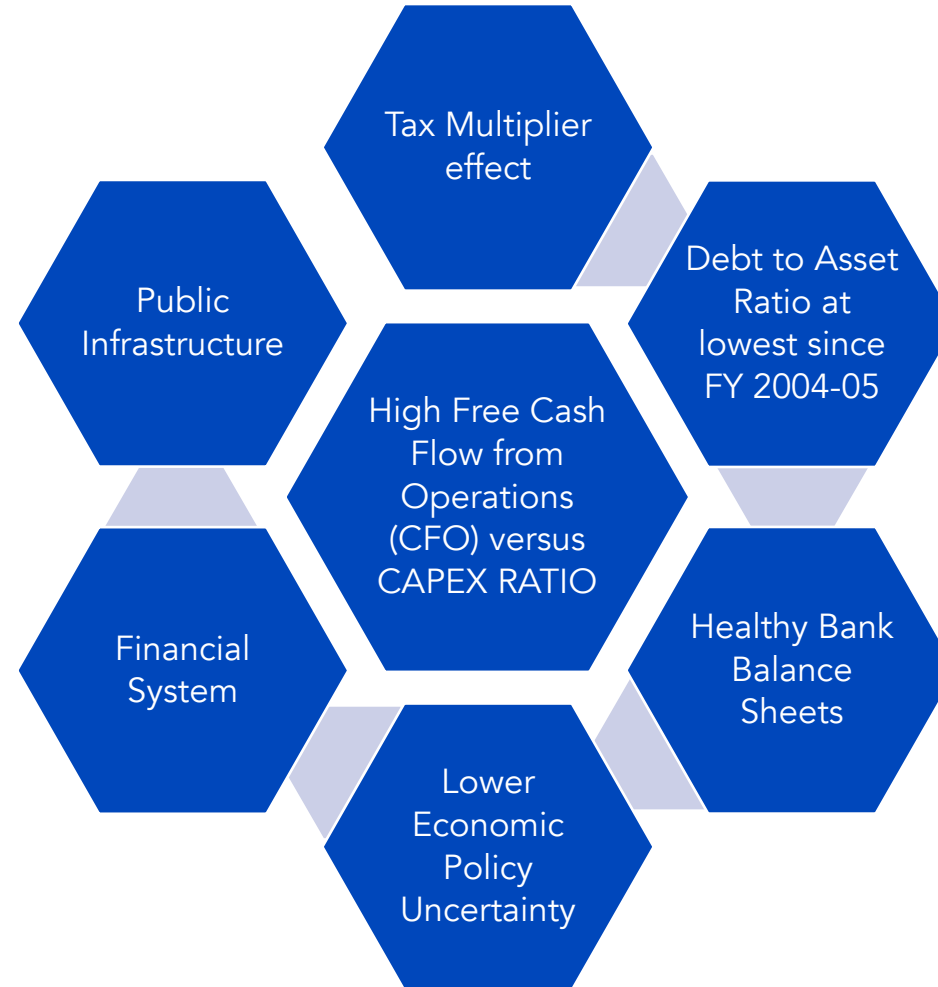 Tax Multiplier
effect
Debt to Asset
Ratio at
lowest since
FY 2004-05
Public
Infrastructure
High Free Cash
Flow from
Operations
(CFO) versus
CAPEX RATIO
Healthy Bank
Balance
Sheets
Financial
System
Lower
Economic
Policy
Uncertainty